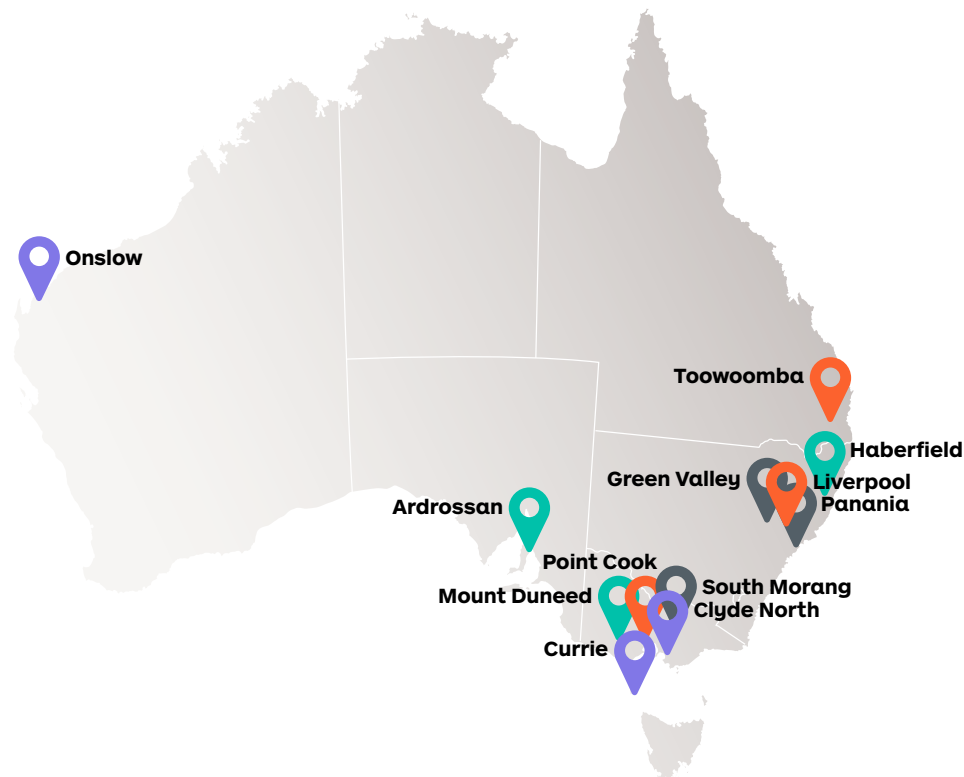 Onslow
Toowoomba
Haberfield
Green Valley
Liverpool
Panania
Ardrossan
Point Cook
South Morang
Mount Duneed
Clyde North
Currie